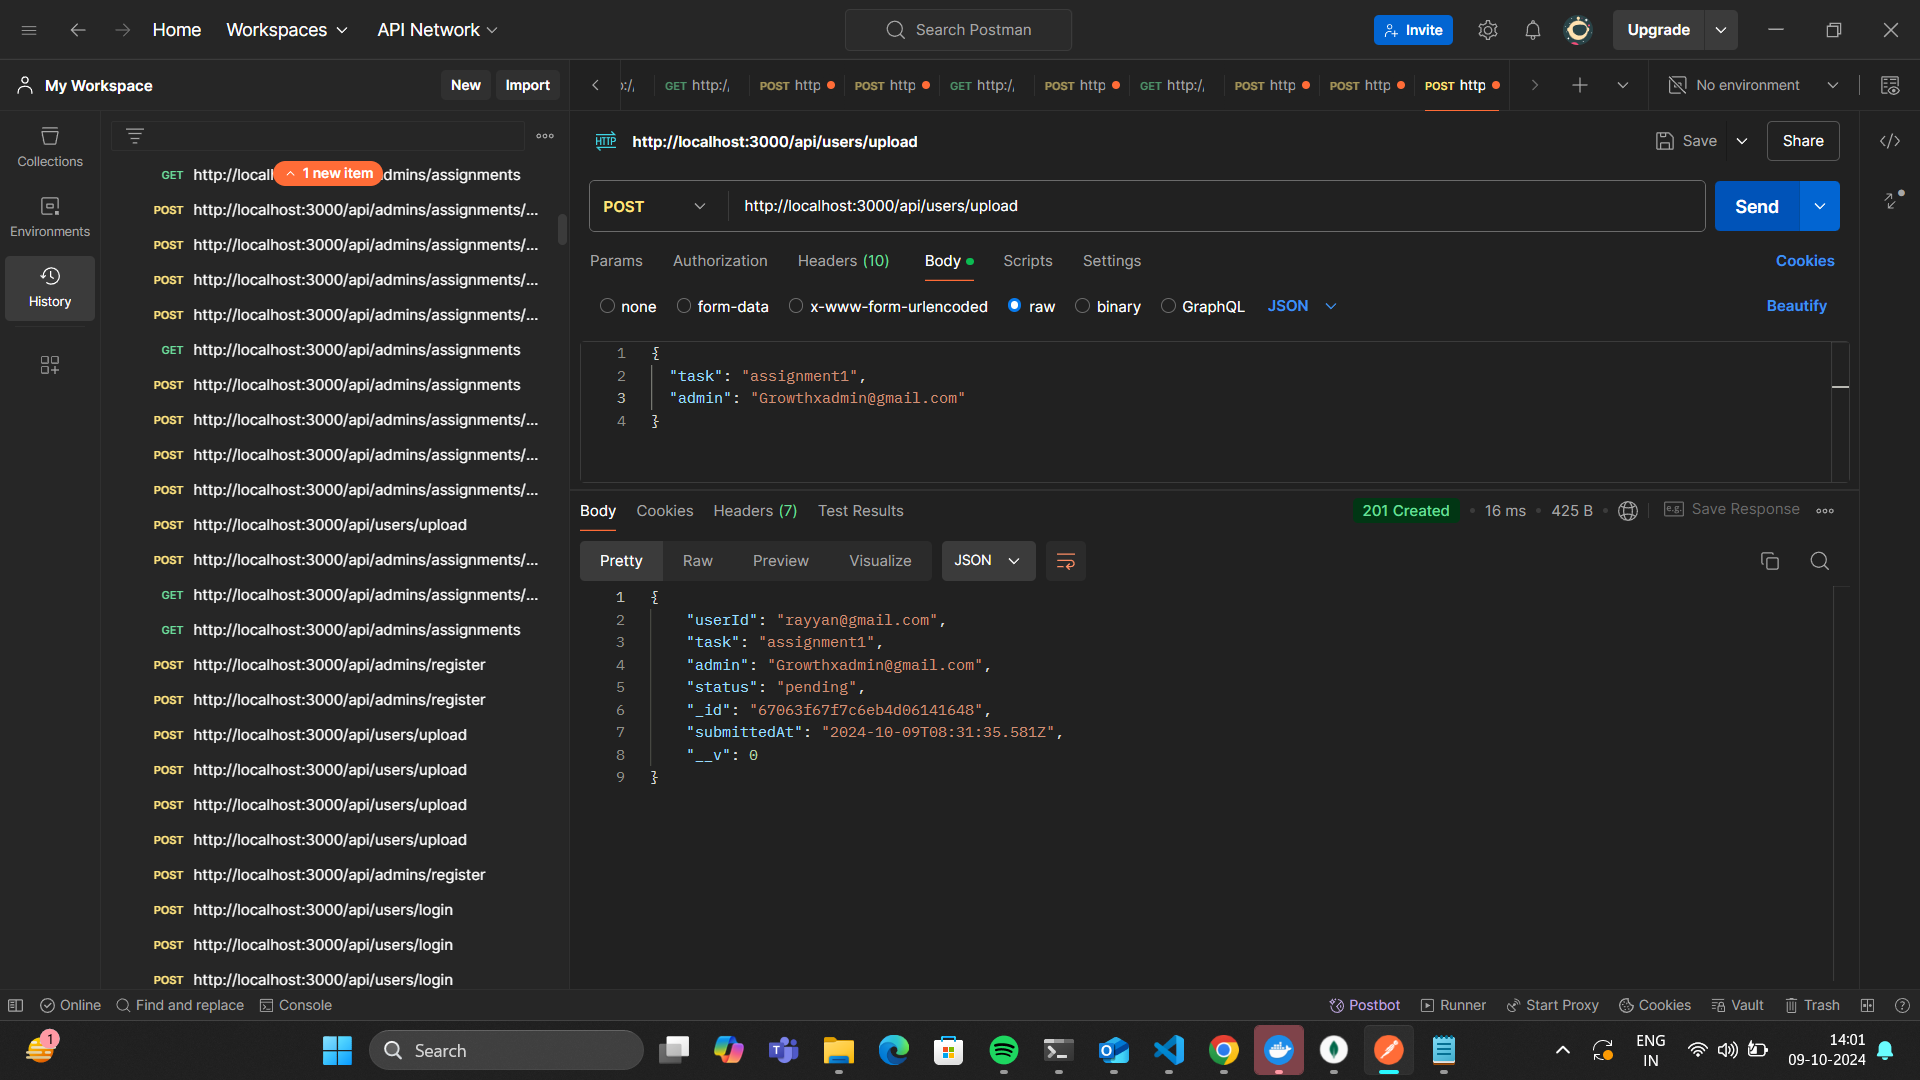 Home
Workspaces
API Network
Search Postman
Invite
Upgrade
My Workspace
New
Import
GET http:/,
POST http
POST http
GET http:/,
POST http
GET http:/,
POST http
POST http
POST http
No environment
Collections
Environments
History
1 new item
GET http://local dmins/assignments
POST http://localhost:3000/api/admins/assignments/...
POST http://localhost:3000/api/admins/assignments/...
POST http://localhost:3000/api/admins/assignments/...
POST http://localhost:3000/api/admins/assignments/...
GET http://localhost:3000/api/admins/assignments
POST http://localhost:3000/api/admins/assignments
POST http://localhost:3000/api/admins/assignments/...
POST http://localhost:3000/api/admins/assignments/...
POST http://localhost:3000/api/admins/assignments/...
POST http://localhost:3000/api/users/upload
POST http://localhost:3000/api/admins/assignments/...
GET http://localhost:3000/api/admins/assignments/...
GET http://localhost:3000/api/admins/assignments
POST http://localhost:3000/api/admins/register
POST http://localhost:3000/api/admins/register
POST http://localhost:3000/api/users/upload
POST http://localhost:3000/api/users/upload
POST http://localhost:3000/api/users/upload
POST http://localhost:3000/api/users/upload
POST http://localhost:3000/api/admins/register
POST http://localhost:3000/api/users/login
POST http://localhost:3000/api/users/login
POST http://localhost:3000/api/users/login
HTTP http://localhost:3000/api/users/upload
Save
Share
POST http://localhost:3000/api/users/upload
Send
Params Authorization Headers (10) Body Scripts Settings
Cookies
none form-data x-www-form-urlencoded raw binary GraphQL JSON
Beautify
1 {
2 "task": "assignment1",
3 "admin": "Growthxadmin@gmail.com"
4 }
Body Cookies Headers (7) Test Results
201 Created 16 ms 425 B
e.g. Save Response
Pretty Raw Preview Visualize JSON
1 {
2 "userId": "rayyan@gmail.com",
3 "task": "assignment1",
4 "admin": "Growthxadmin@gmail.com",
5 "status": "pending",
6 "_id": "67063f67f7c6eb4d06141648",
7 "submittedAt": "2024-10-09T08:31:35.581Z",
8 "__v": 0
9 }
Online Find and replace Console
Postbot Runner Start Proxy Cookies Vault Trash
1
Search
ENG
IN
14:01
09-10-2024